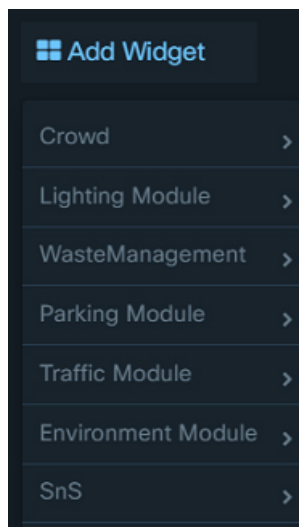 Add Widget
Crowd
Lighting Module
WasteManagement
Parking Module
Traffic Module
Environment Module
SnS